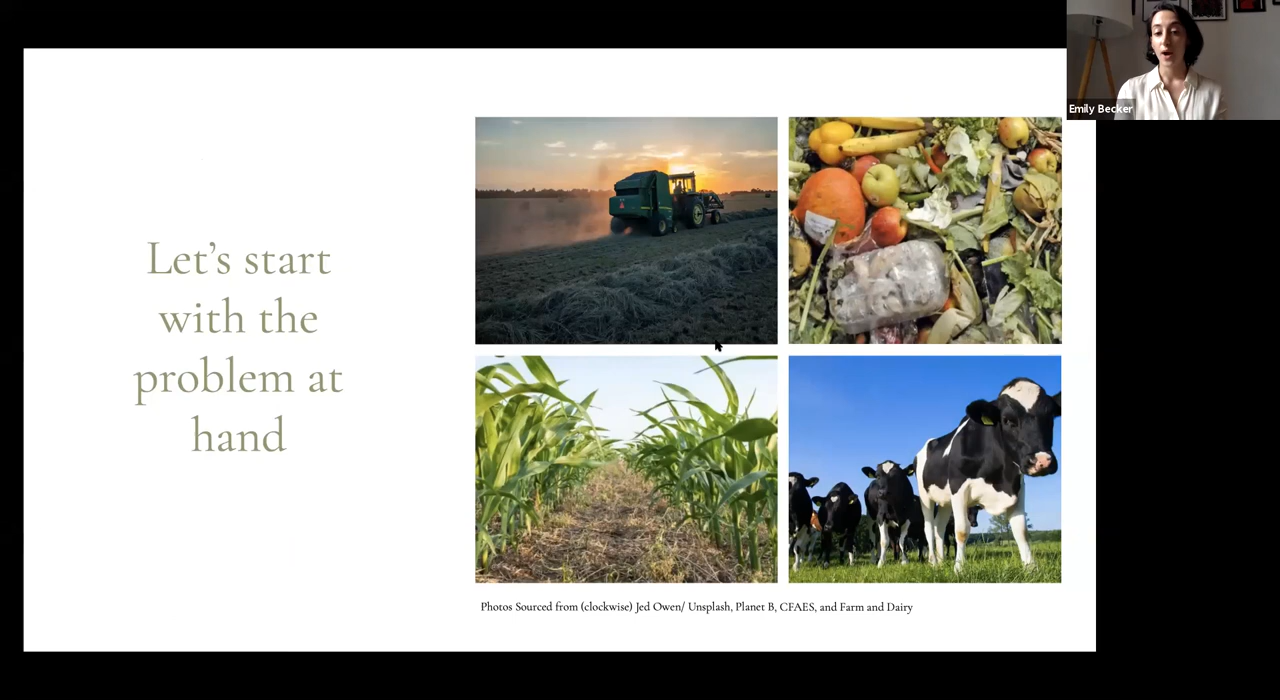 Emily Becker
Let's start
with the
problem at
hand
Photos Sourced from (clockwise) Jed Owen/ Unsplash, Planet B, CFAES, and Farm and Dairy